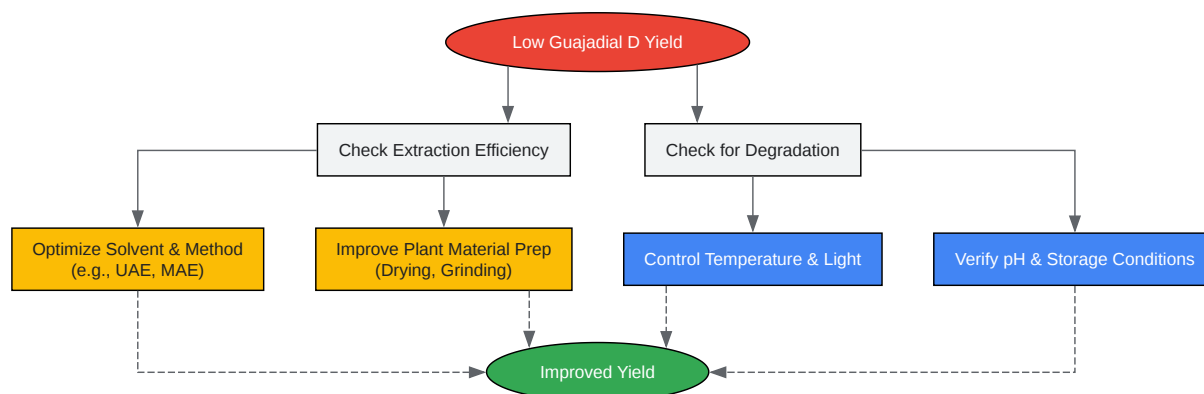 Low Guajadial D Yield
Check Extraction Efficiency
Check for Degradation
Optimize Solvent & Method
(e.g., UAE, MAE)
Improve Plant Material Prep
(Drying, Grinding)
Control Temperature & Light
Verify pH & Storage Conditions
Improved Yield